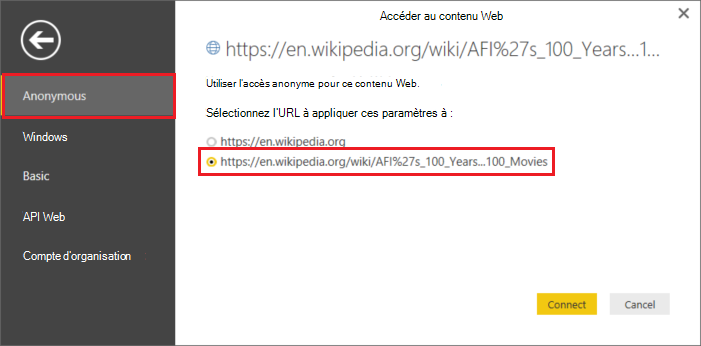 Accéder au contenu Web
https://en.wikipedia.org/wiki/AFI%27s_100_Years...1...
Utiliser l'accès anonyme pour ce contenu Web.
Sélectionnez l'URL à appliquer ces paramètres à :
https://en.wikipedia.org
https://en.wikipedia.org/wiki/AFI%27s_100_Years...100_Movies
Anonymous
Windows
Basic
API Web
Compte d'organisation
Connect
Cancel